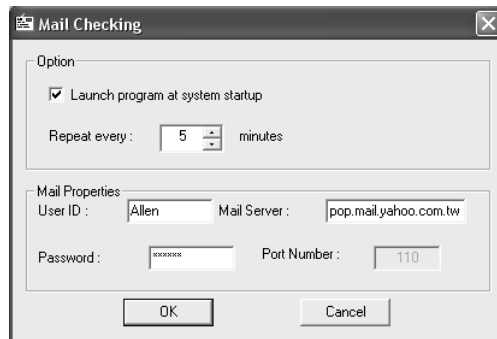 Mail Checking
Option
Launch program at system startup
Repeat every : 5 minutes
Mail Properties
User ID : Allen Mail Server : pop.mail.yahoo.com.tw
Password : ****** Port Number : 110
OK Cancel